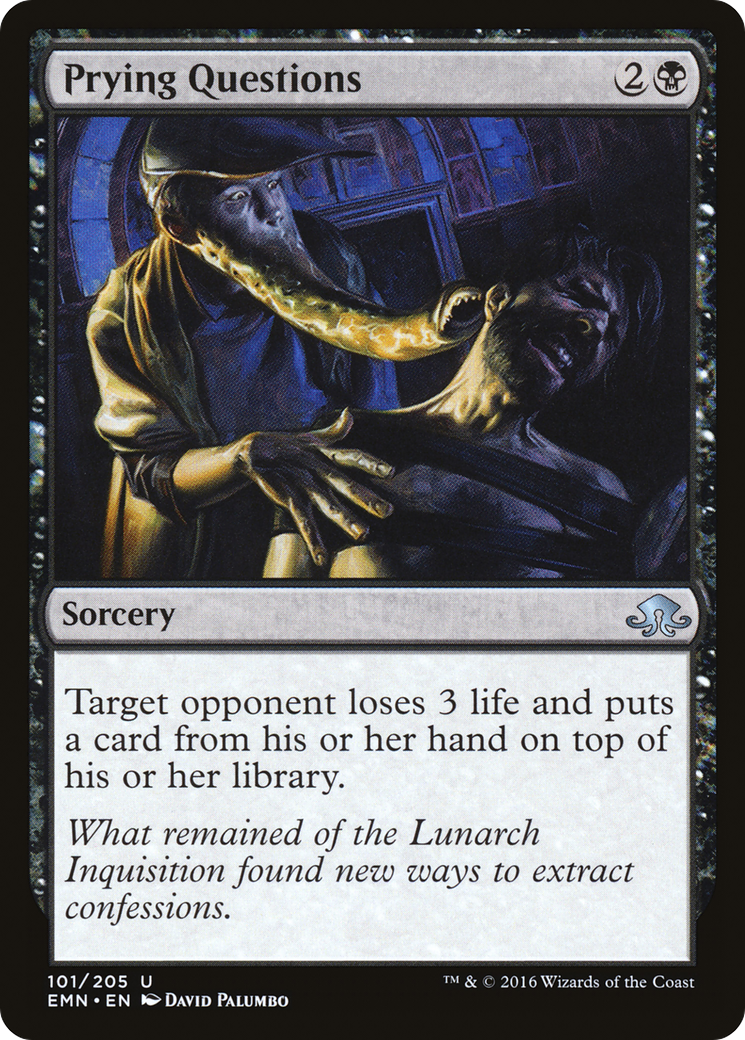 Prying Questions 2
Sorcery
Target opponent loses 3 life and puts
a card from his or her hand on top of
his or her library.
What remained of the Lunarch
Inquisition found new ways to extract
confessions.
101/205 U
EMN • EN David Palumbo
™ & © 2016 Wizards of the Coast